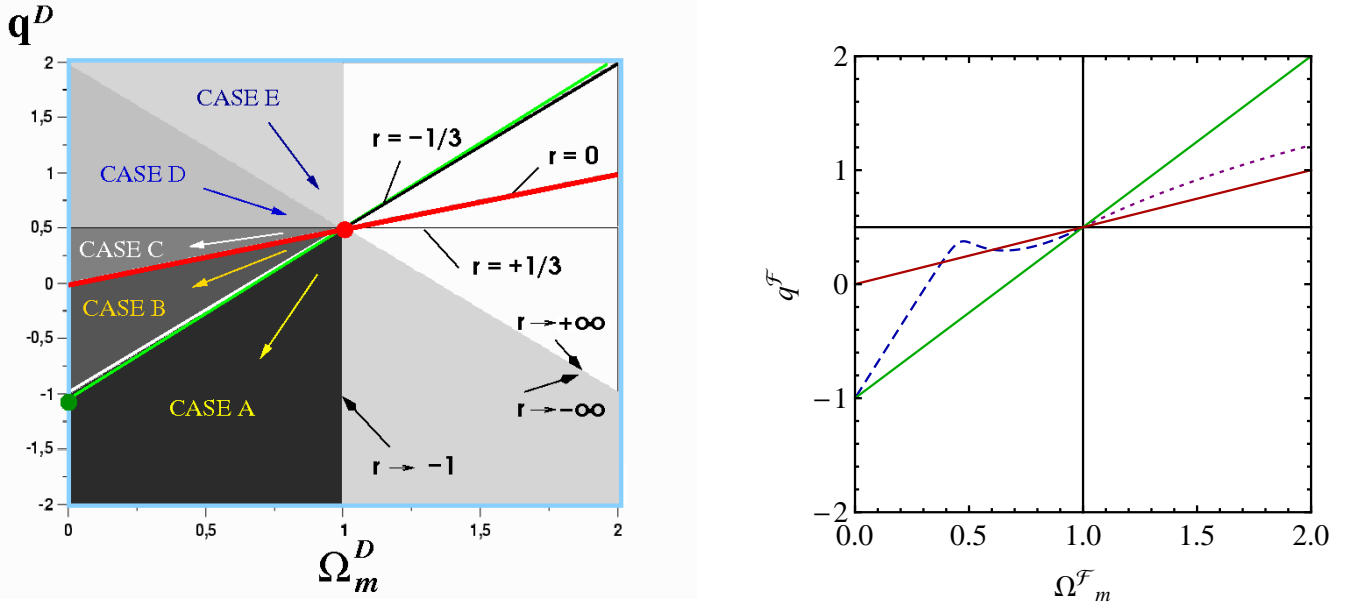 q^D
2
1,5
1
0,5
0
-0,5
-1
-1,5
-2
0
0,5
1
1,5
2
Ω_m^D
CASE E
CASE D
CASE C
CASE B
CASE A
r = −1/3
r = 0
r = +1/3
r → +∞
r → −∞
r → −1
2
1
0
−1
−2
q^ℱ
0.0
0.5
1.0
1.5
2.0
Ω^ℱ_m